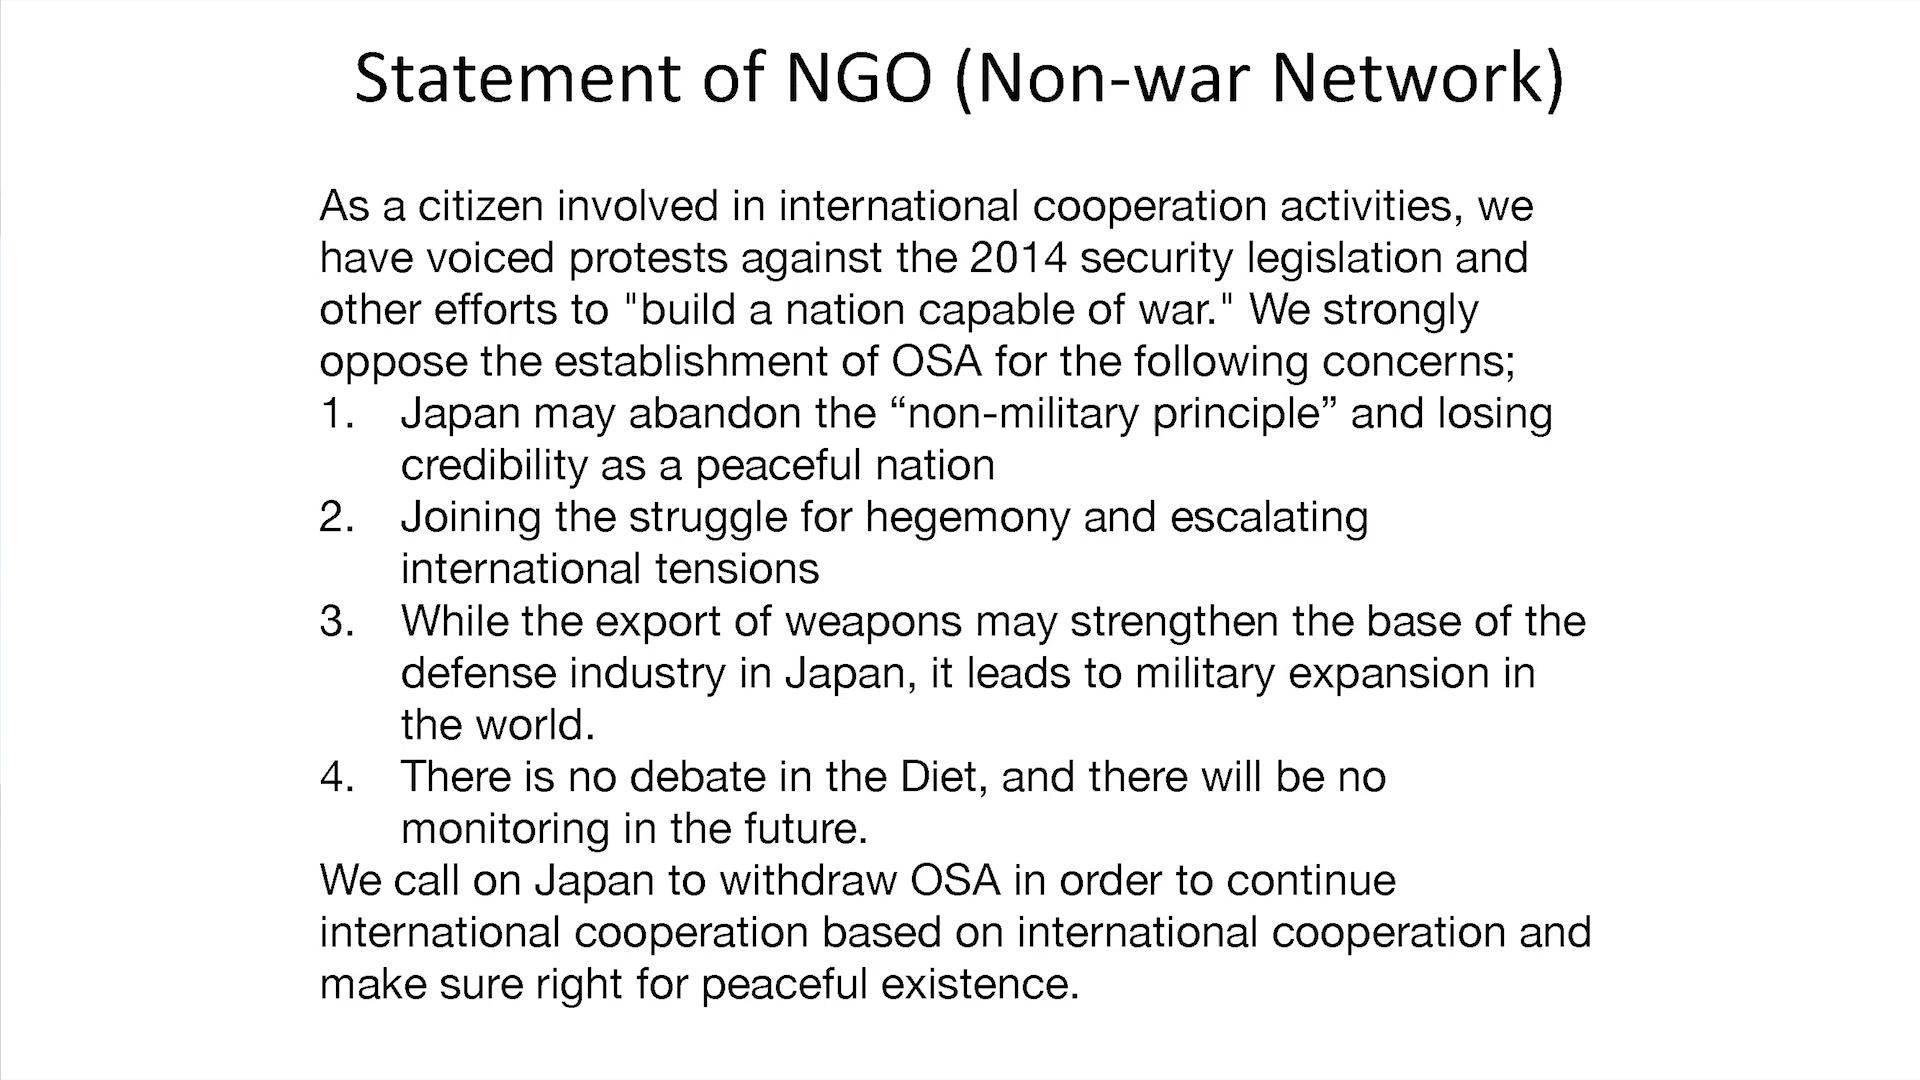 Statement of NGO (Non-war Network)
As a citizen involved in international cooperation activities, we
have voiced protests against the 2014 security legislation and
other efforts to "build a nation capable of war." We strongly
oppose the establishment of OSA for the following concerns;
1. Japan may abandon the “non-military principle” and losing
credibility as a peaceful nation
2. Joining the struggle for hegemony and escalating
international tensions
3. While the export of weapons may strengthen the base of the
defense industry in Japan, it leads to military expansion in
the world.
4. There is no debate in the Diet, and there will be no
monitoring in the future.
We call on Japan to withdraw OSA in order to continue
international cooperation based on international cooperation and
make sure right for peaceful existence.